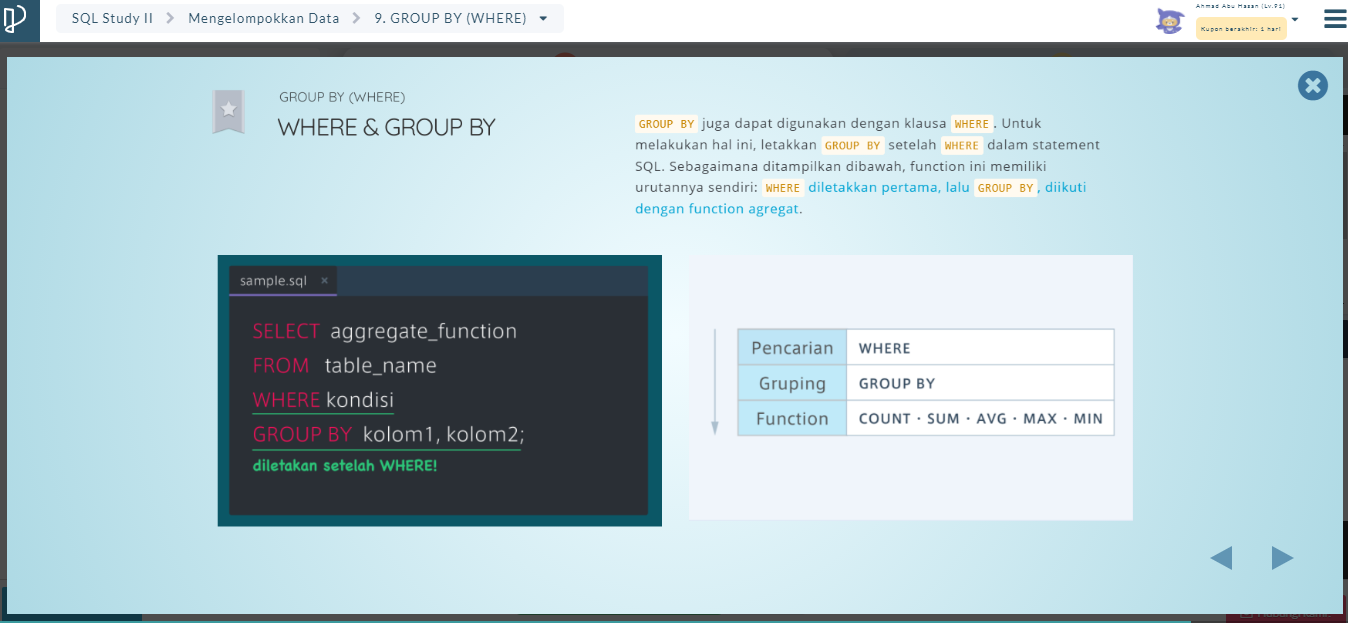 SQL Study II
Mengelompokkan Data
9. GROUP BY (WHERE)
Ahmad Abu Hasan (Lv.91)
Kupon berakhir: 1 hari
GROUP BY (WHERE)
WHERE & GROUP BY
GROUP BY juga dapat digunakan dengan klausa WHERE. Untuk
melakukan hal ini, letakkan GROUP BY setelah WHERE dalam statement
SQL. Sebagaimana ditampilkan dibawah, function ini memiliki
urutannya sendiri: WHERE diletakkan pertama, lalu GROUP BY, diikuti
dengan function agregat.
sample.sql ×
SELECT aggregate_function
FROM table_name
WHERE kondisi
GROUP BY kolom1, kolom2;
diletakan setelah WHERE!
Pencarian WHERE
Gruping GROUP BY
Function COUNT · SUM · AVG · MAX · MIN